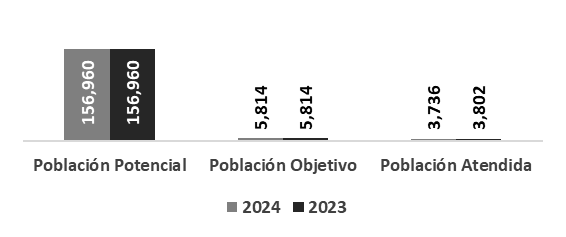 156,960
156,960
5,814
5,814
3,736
3,802
Población Potencial
Población Objetivo
Población Atendida
2024
2023